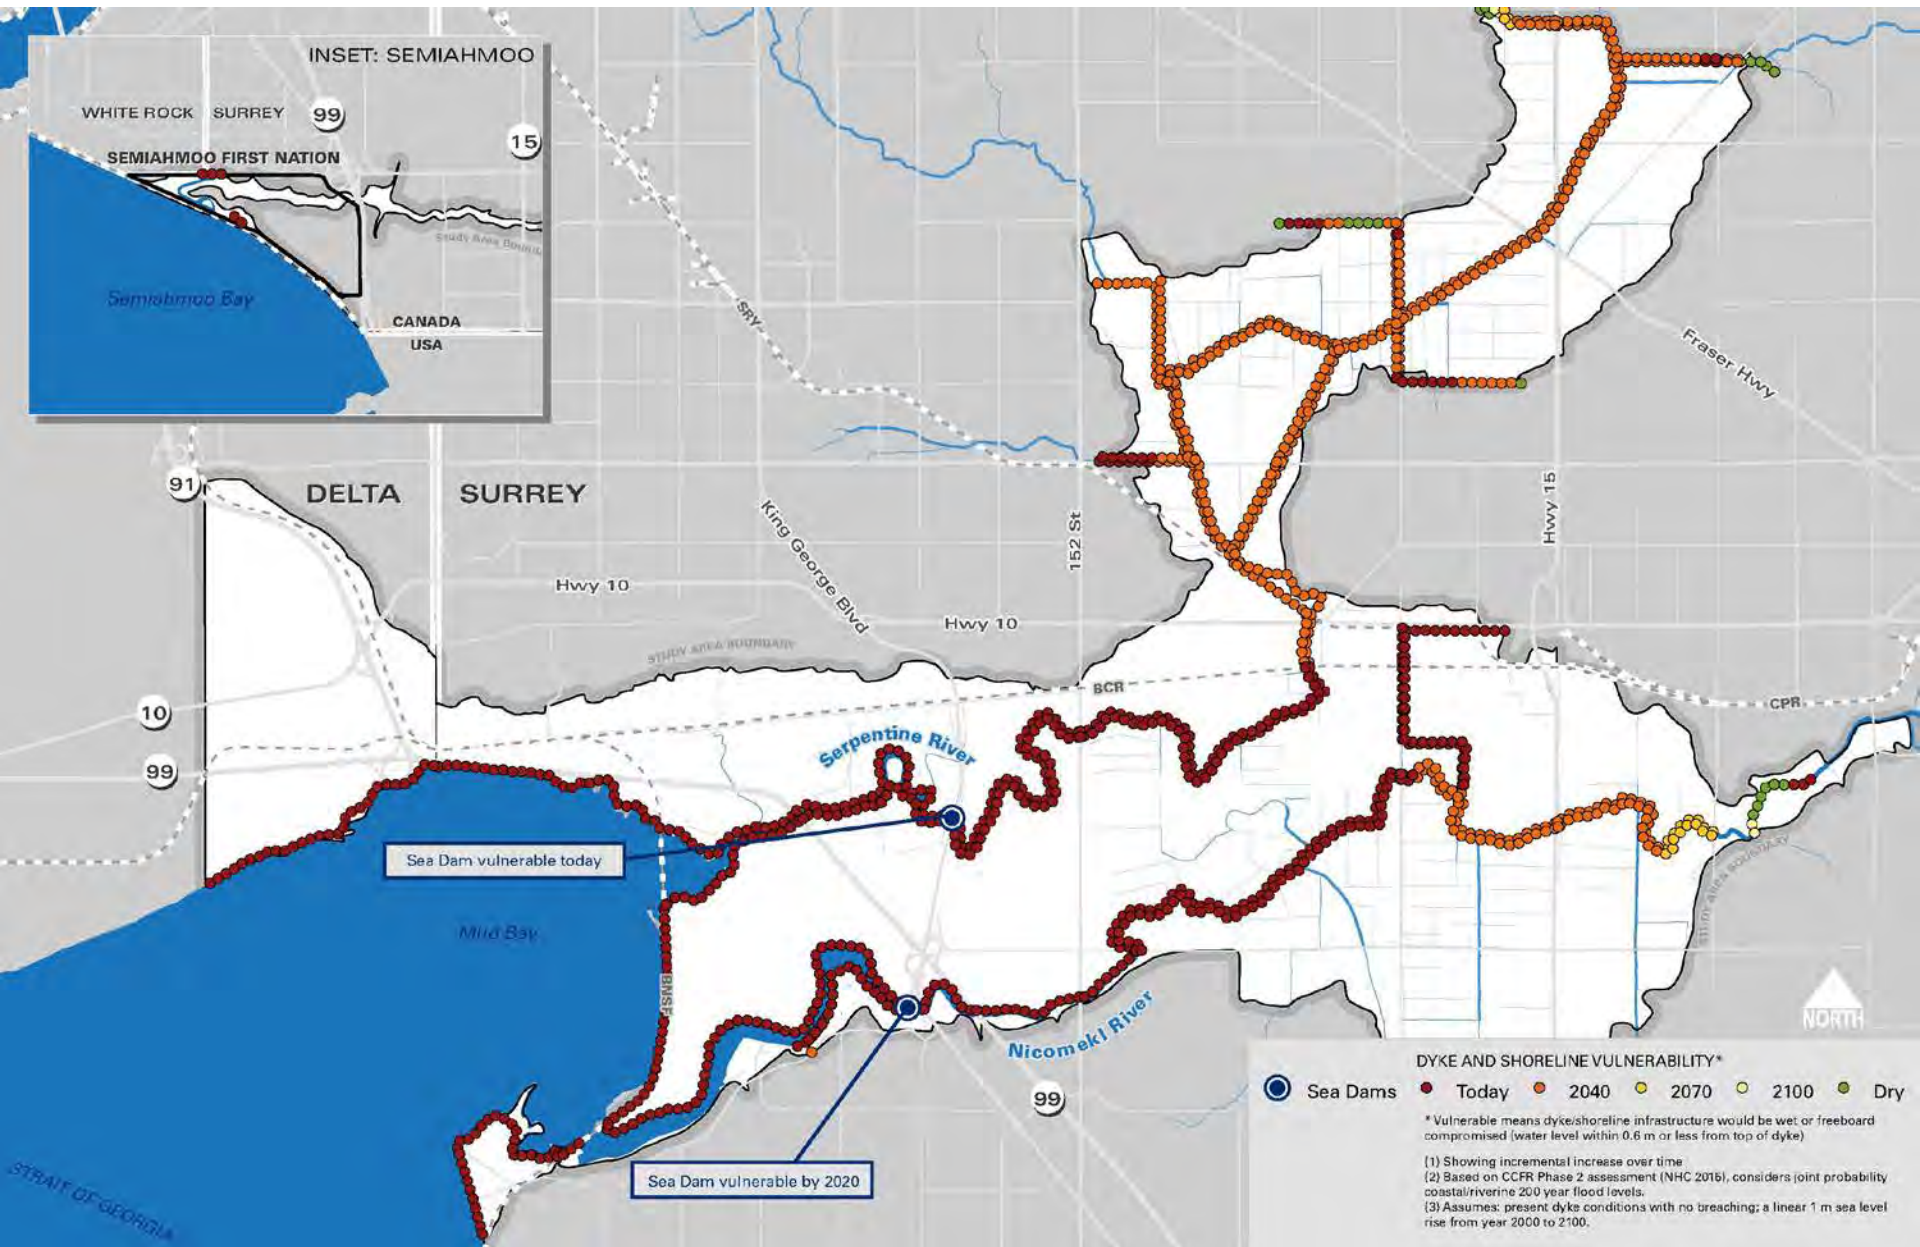 INSET: SEMIAHMOO
WHITE ROCK SURREY
99
15
SEMIAHMOO FIRST NATION
Study Area
Semiahmoo Bay
CANADA
USA
SRY
Fraser Hwy
91
DELTA SURREY
King George Blvd
152 St
Hwy 15
Hwy 10
Hwy 10
STUDY AREA BOUNDARY
BCR
CPR
10
99
Serpentine River
Sea Dam vulnerable today
STUDY AREA BOUNDARY
Mud Bay
BNSF
Nicomekl River
NORTH
99
Sea Dam vulnerable by 2020
STRAIT OF GEORGIA
DYKE AND SHORELINE VULNERABILITY*
Sea Dams Today 2040 2070 2100 Dry
* Vulnerable means dyke/shoreline infrastructure would be wet or freeboard
compromised (water level within 0.6 m or less from top of dyke)
(1) Showing incremental increase over time
(2) Based on CCFR Phase 2 assessment (NHC 2015), considers joint probability
coastal/riverine 200 year flood levels.
(3) Assumes: present dyke conditions with no breaching; a linear 1 m sea level
rise from year 2000 to 2100.